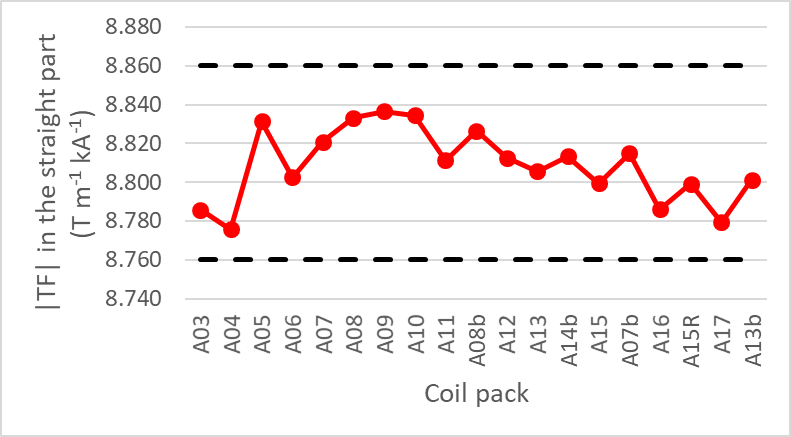 |TF| in the straight part
(T m⁻¹ kA⁻¹)
8.880
8.860
8.840
8.820
8.800
8.780
8.760
8.740
A03
A04
A05
A06
A07
A08
A09
A10
A11
A08b
A12
A13
A14b
A15
A07b
A16
A15R
A17
A13b
Coil pack